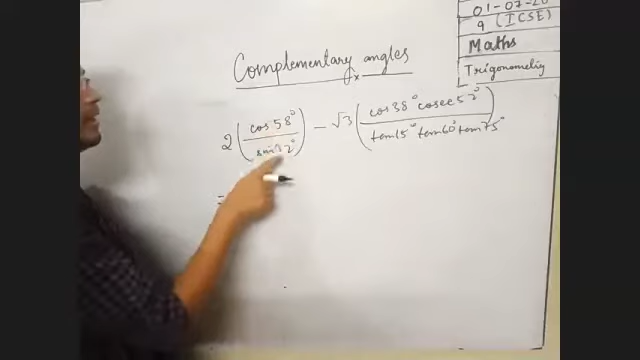 01-07-20
9 (ICSE)
Maths
Trigonometry
Complementary angles
2 ( cos 58° / sin 32° ) - √3 ( cos 38° cosec 52° / tan 15° tan 60° tan 75° )
=